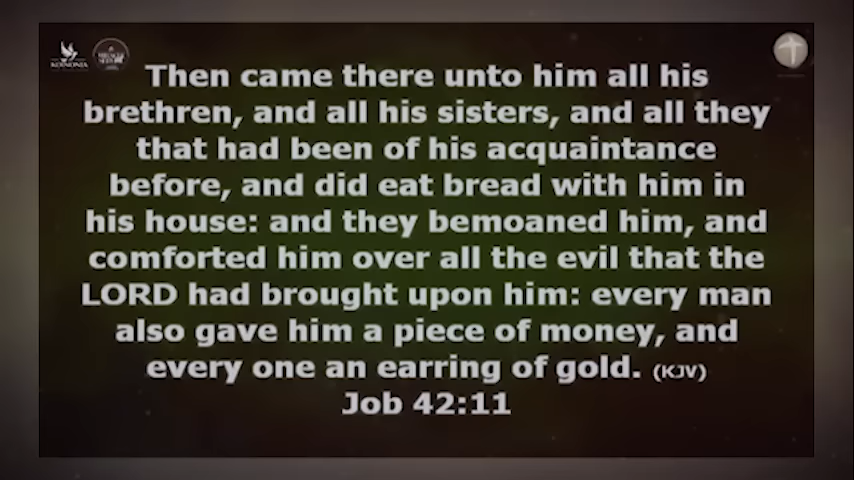 KOINONIA
MIRACLE
Then came there unto him all his
brethren, and all his sisters, and all they
that had been of his acquaintance
before, and did eat bread with him in
his house: and they bemoaned him, and
comforted him over all the evil that the
LORD had brought upon him: every man
also gave him a piece of money, and
every one an earring of gold. (KJV)
Job 42:11